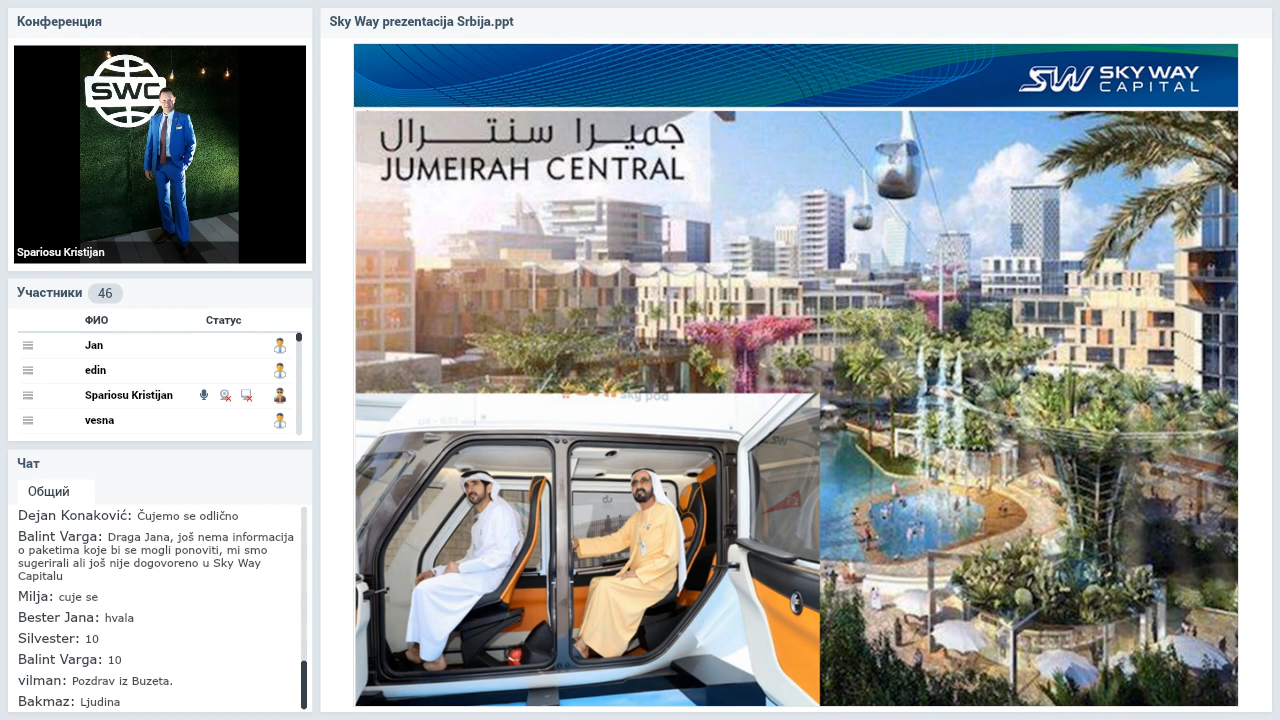 Конференция
SWC
Spariosu Kristijan
Участники 46
ФИО Статус
Jan
edin
Spariosu Kristijan
vesna
Чат
Общий
Dejan Konaković: Čujemo se odlično
Balint Varga: Draga Jana, još nema informacija
o paketima koje bi se mogli ponoviti, mi smo
sugerirali ali još nije dogovoreno u Sky Way
Capitalu
Milja: cuje se
Bester Jana: hvala
Silvester: 10
Balint Varga: 10
vilman: Pozdrav iz Buzeta.
Bakmaz: Ljudina
Sky Way prezentacija Srbija.ppt
SW SKY WAY
CAPITAL
جميرا سنترال
JUMEIRAH CENTRAL
sky pod